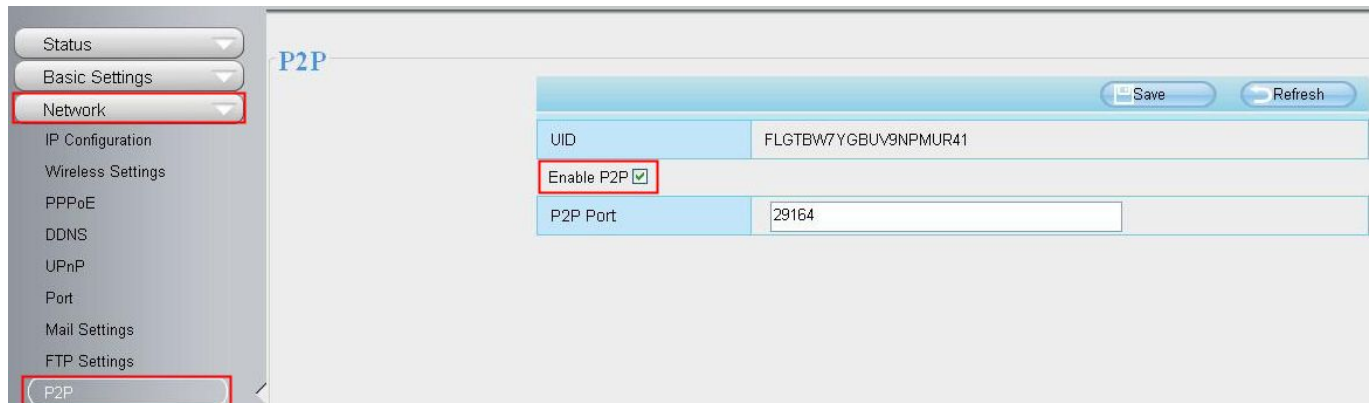 Status
Basic Settings
Network
IP Configuration
Wireless Settings
PPPoE
DDNS
UPnP
Port
Mail Settings
FTP Settings
P2P
P2P
Save Refresh
UID FLGTBW7YGBUV9NPMUR41
Enable P2P
P2P Port 29164